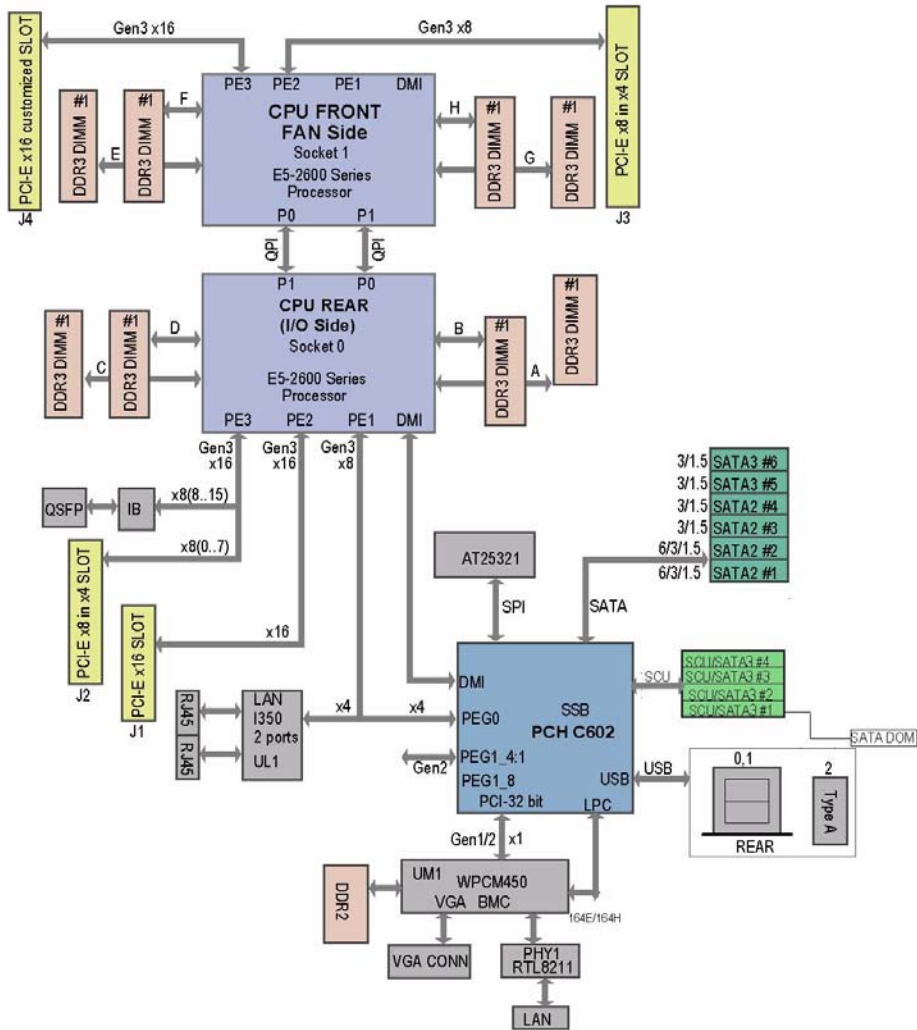 Gen3 x16
Gen3 x8
PCI-E x16 customized SLOT
J4
PCI-E x8 in x4 SLOT
J3
PE3 PE2 PE1 DMI
CPU FRONT
FAN Side
Socket 1
E5-2600 Series
Processor
P0 P1
#1
DDR3 DIMM
#1
DDR3 DIMM
F
E
H
G
#1
DDR3 DIMM
#1
DDR3 DIMM
QPI
QPI
P1 P0
CPU REAR
(I/O Side)
Socket 0
E5-2600 Series
Processor
PE3 PE2 PE1 DMI
#1
DDR3 DIMM
#1
DDR3 DIMM
D
C
B
A
#1
DDR3 DIMM
#1
DDR3 DIMM
Gen3
x16
Gen3
x16
Gen3
x8
QSFP
IB
x8(8..15)
x8(0..7)
PCI-E x8 in x4 SLOT
J2
PCI-E x16 SLOT
J1
x16
AT25321
SPI
SATA
3/1.5 SATA3 #6
3/1.5 SATA3 #5
3/1.5 SATA2 #4
3/1.5 SATA2 #3
6/3/1.5 SATA2 #2
6/3/1.5 SATA2 #1
RJ45
RJ45
LAN
I350
2 ports
UL1
x4
x4
DMI
SSB
PCH C602
PEG0
PEG1_4:1
PEG1_8
PCI-32 bit
USB
LPC
Gen2
SCU
SCU/SATA3 #4
SCU/SATA3 #3
SCU/SATA3 #2
SCU/SATA3 #1
SATA DOM
USB
0,1
2
Type A
REAR
Gen1/2 x1
DDR2
UM1
WPCM450
VGA BMC
164E/164H
VGA CONN
PHY1
RTL8211
LAN